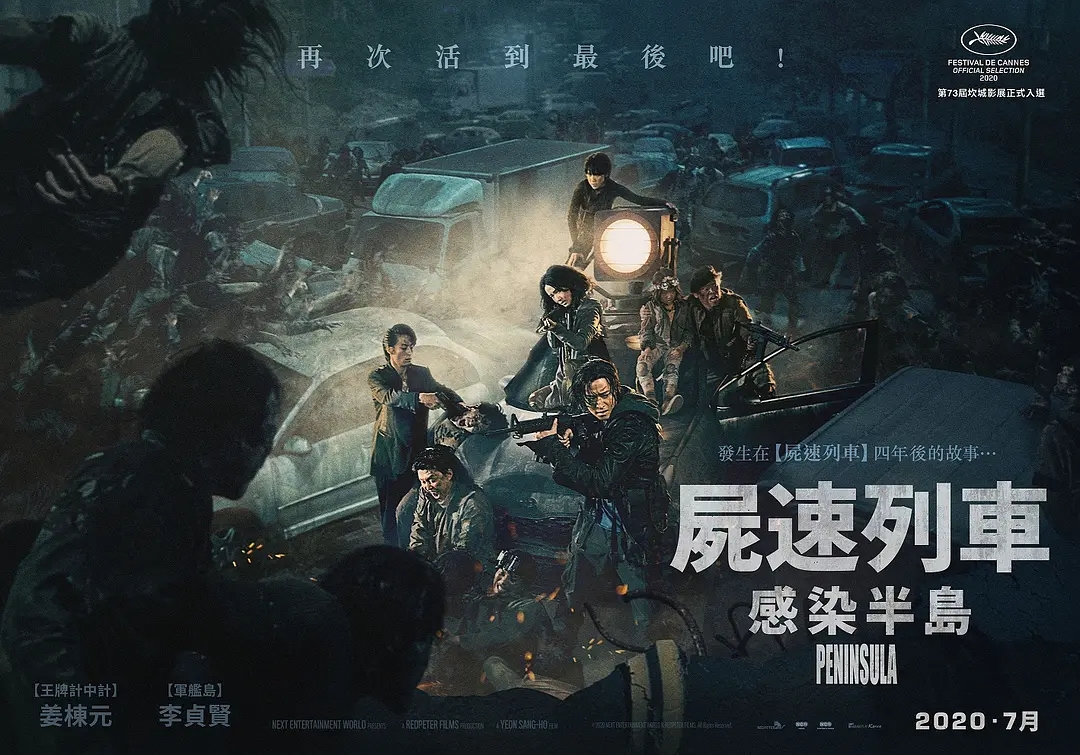 再次活到最後吧！
FESTIVAL DE CANNES
OFFICIAL SELECTION
2020
第73屆坎城影展正式入選
發生在【屍速列車】四年後的故事…
屍速列車
感染半島
PENINSULA
【王牌計中計】
姜棟元
【軍艦島】
李貞賢
NEXT ENTERTAINMENT WORLD PRESENTS
A REDPETER FILMS PRODUCTION
A YEON SANG-HO FILM
2020·7月